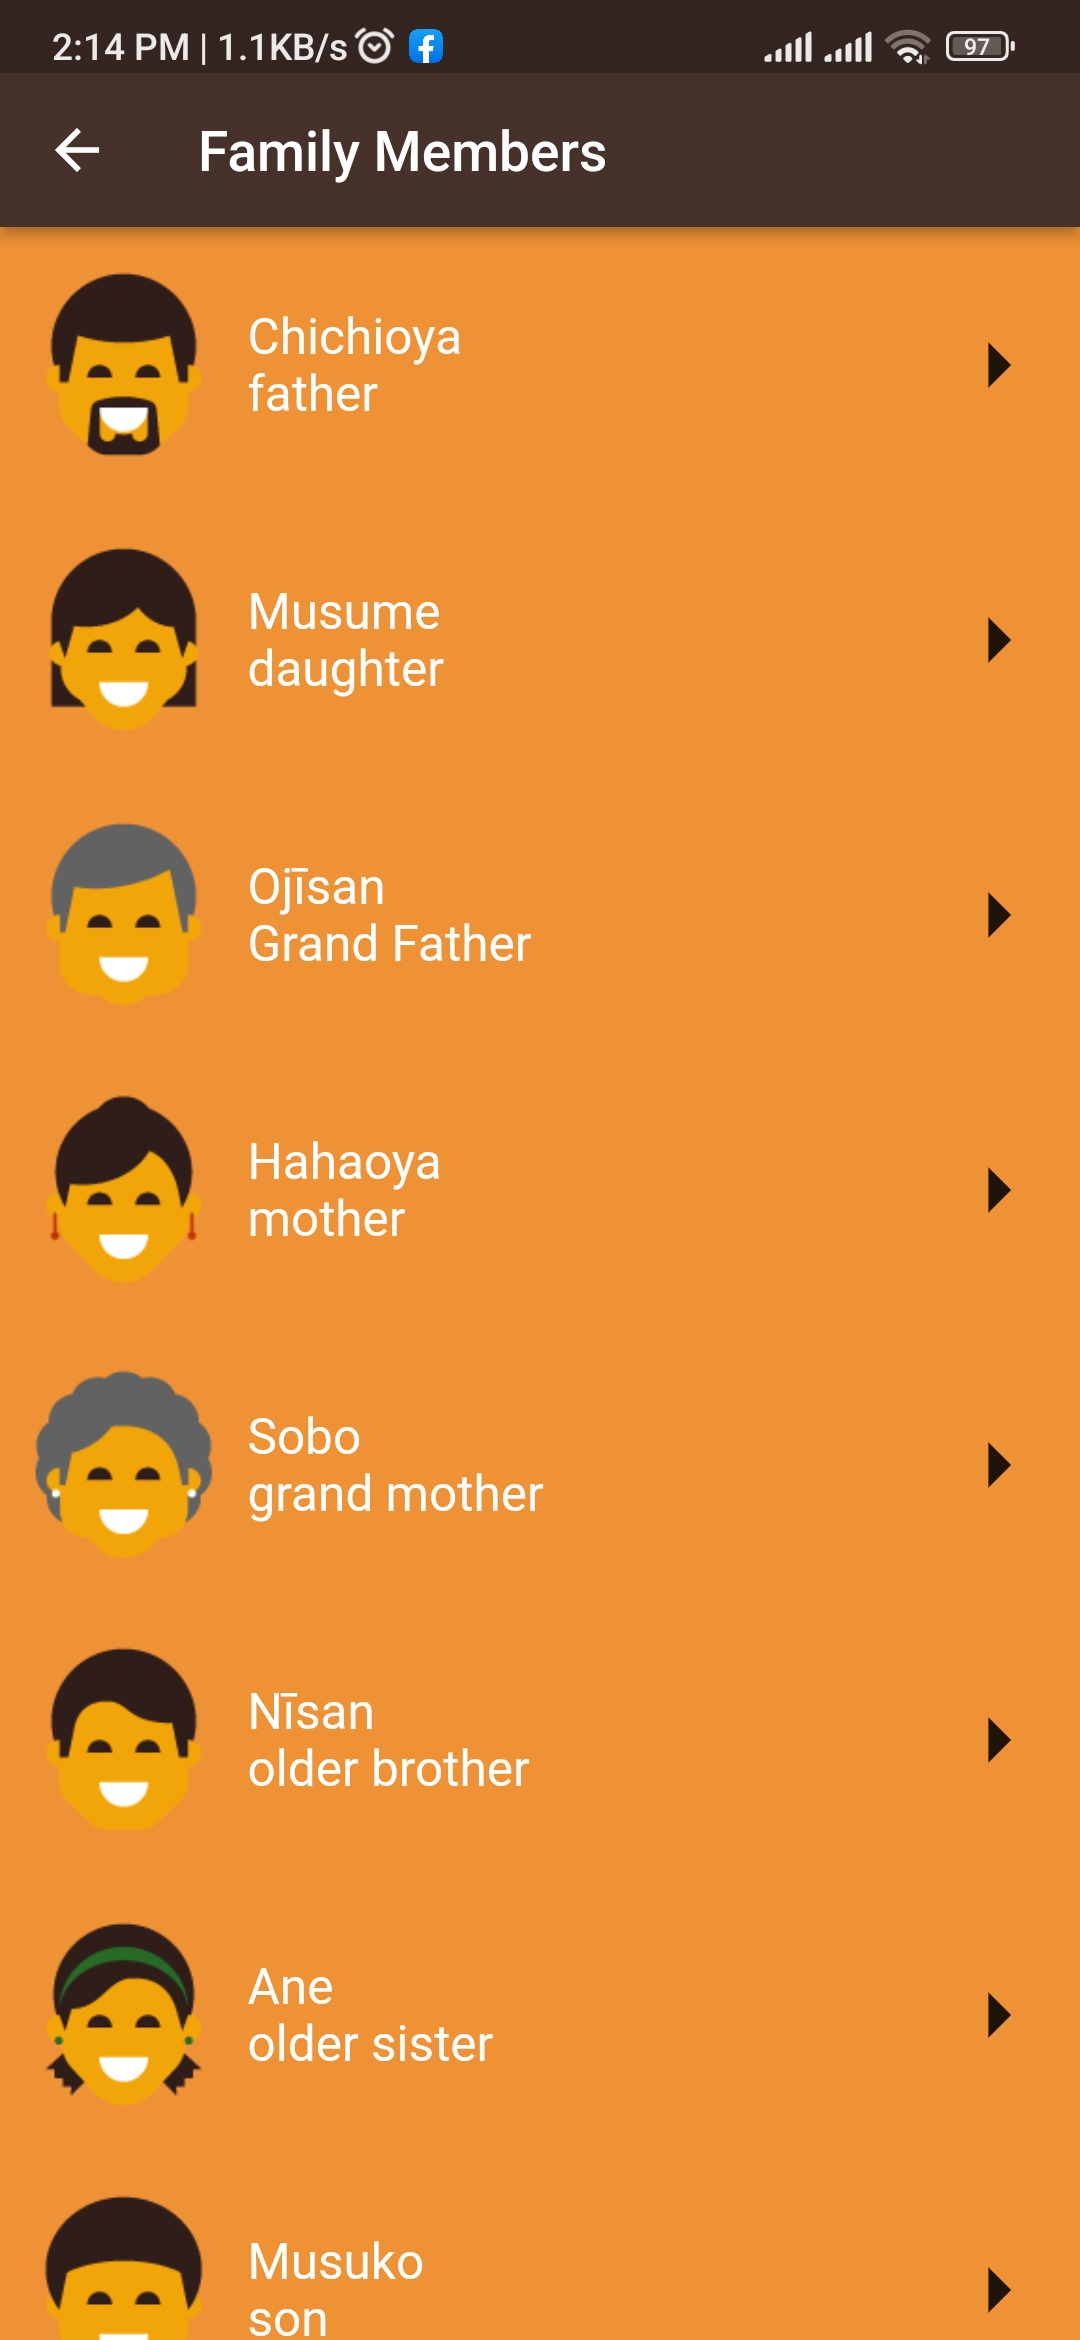 2:14 PM | 1.1KB/s
97
Family Members
Chichioya
father
Musume
daughter
Ojīsan
Grand Father
Hahaoya
mother
Sobo
grand mother
Nīsan
older brother
Ane
older sister
Musuko
son